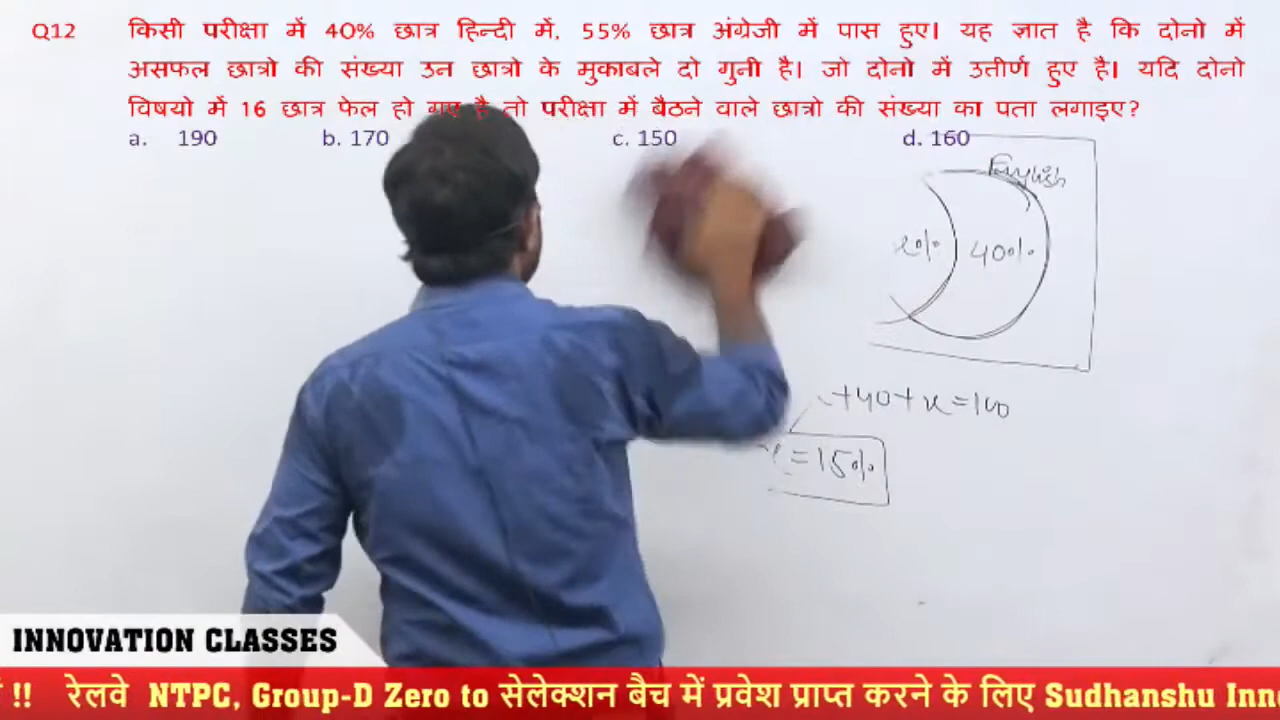 Q12 किसी परीक्षा में 40% छात्र हिन्दी में, 55% छात्र अंग्रेजी में पास हुए। यह ज्ञात है कि दोनो में
असफल छात्रो की संख्या उन छात्रो के मुकाबले दो गुनी है। जो दोनो में उतीर्ण हुए है। यदि दोनो
विषयो में 16 छात्र फेल हो गए है तो परीक्षा में बैठने वाले छात्रो की संख्या का पता लगाइए?
a. 190 b. 170 c. 150 d. 160
English
40%
+40+x=100
=15%
INNOVATION CLASSES
!! रेलवे NTPC, Group-D Zero to सेलेक्शन बैच में प्रवेश प्राप्त करने के लिए Sudhanshu